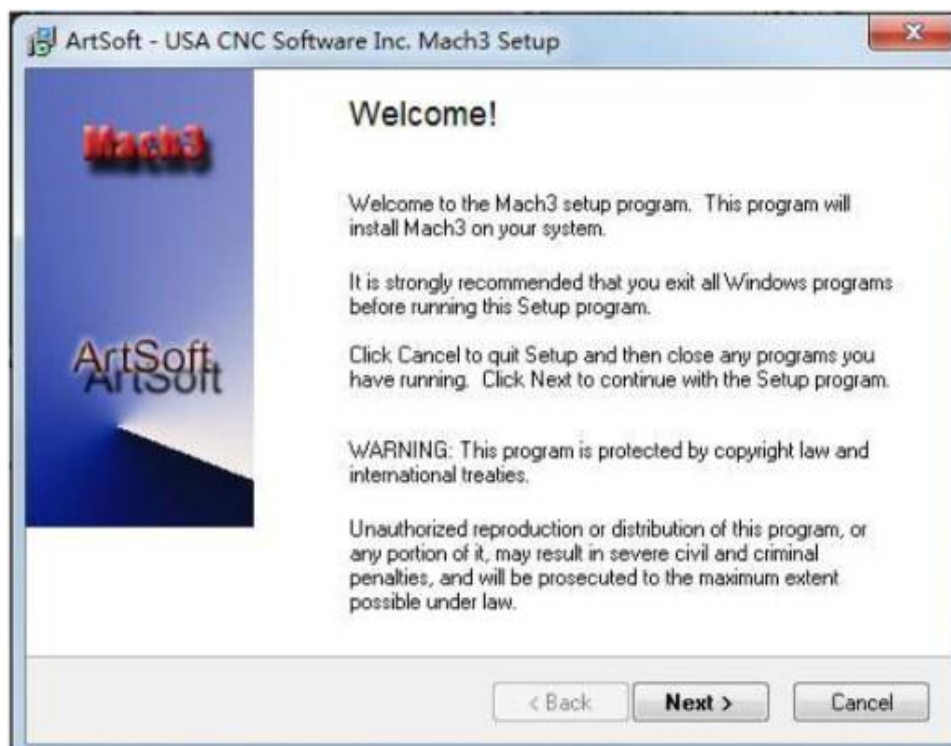 ArtSoft - USA CNC Software Inc. Mach3 Setup
Mach3
ArtSoft
ArtSoft
Welcome!
Welcome to the Mach3 setup program. This program will
install Mach3 on your system.
It is strongly recommended that you exit all Windows programs
before running this Setup program.
Click Cancel to quit Setup and then close any programs you
have running. Click Next to continue with the Setup program.
WARNING: This program is protected by copyright law and
international treaties.
Unauthorized reproduction or distribution of this program, or
any portion of it, may result in severe civil and criminal
penalties, and will be prosecuted to the maximum extent
possible under law.
< Back
Next >
Cancel